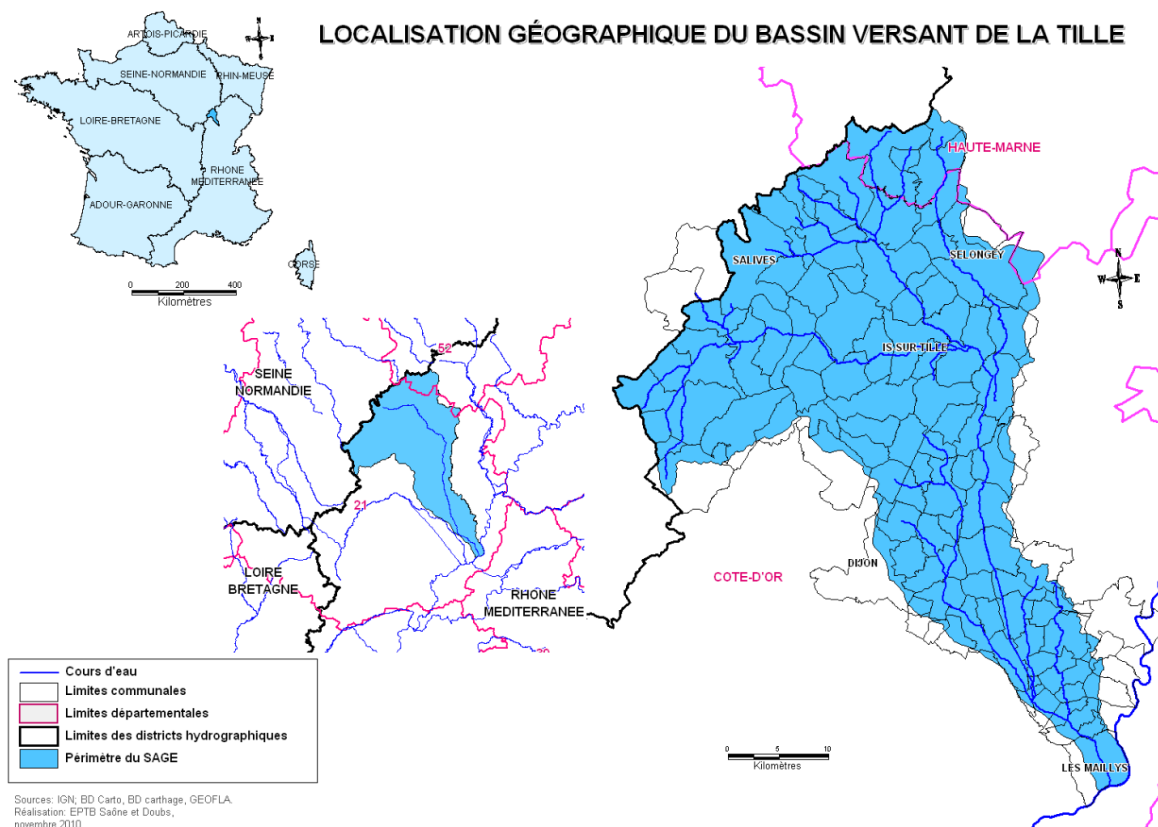 LOCALISATION GÉOGRAPHIQUE DU BASSIN VERSANT DE LA TILLE
N
W E
S
ARTOIS-PICARDIE
SEINE-NORMANDIE
RHIN-MEUSE
LOIRE-BRETAGNE
RHONE
MEDITERRANEE
ADOUR-GARONNE
CORSE
0 200 400
Kilomètres
HAUTE-MARNE
SALIVES
SELONGEY
N
W E
S
IS SUR TILLE
DIJON
COTE-D'OR
LES MAILLYS
0 5 10
Kilomètres
52
SEINE
NORMANDIE
21
LOIRE
BRETAGNE
RHONE
MEDITERRANEE
Cours d'eau
Limites communales
Limites départementales
Limites des districts hydrographiques
Périmètre du SAGE
Sources: IGN; BD Carto, BD carthage, GEOFLA.
Réalisation: EPTB Saône et Doubs,
novembre 2010